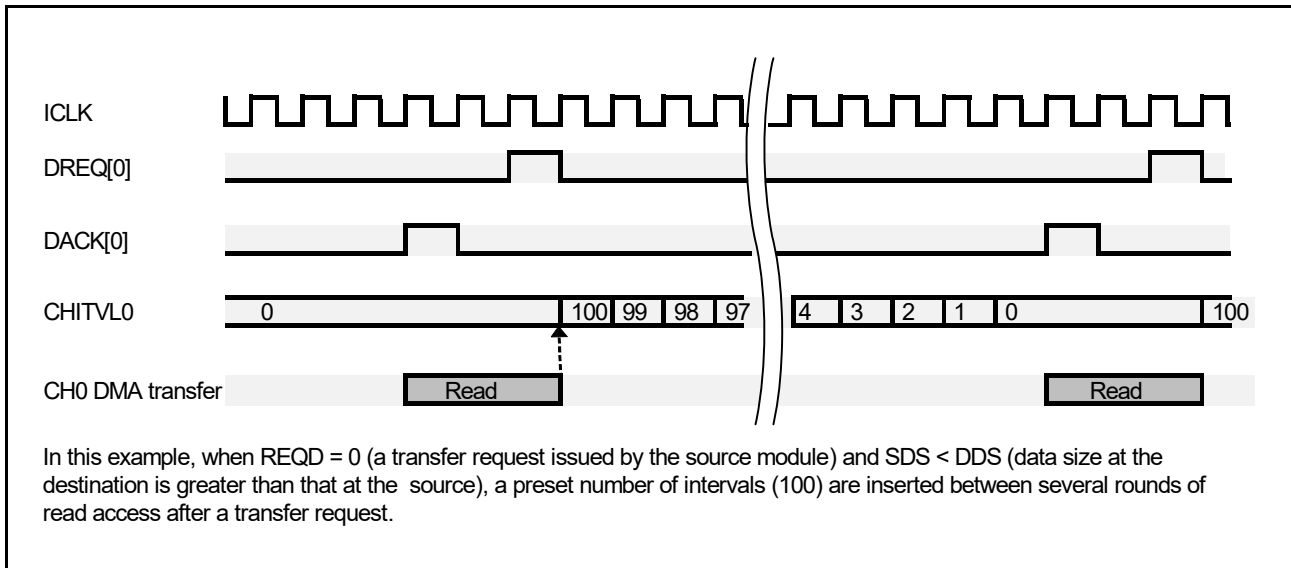 ICLK
DREQ[0]
DACK[0]
CHITVL0 0 100 99 98 97 4 3 2 1 0 100
CH0 DMA transfer Read Read
In this example, when REQD = 0 (a transfer request issued by the source module) and SDS < DDS (data size at the
destination is greater than that at the source), a preset number of intervals (100) are inserted between several rounds of
read access after a transfer request.